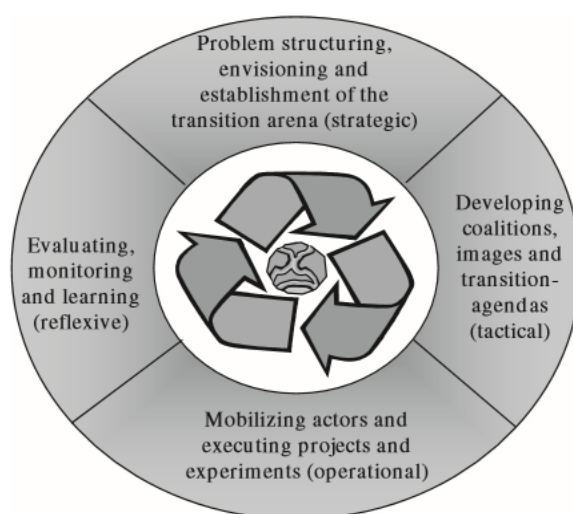 Problem structuring,
envisioning and
establishment of the
transition arena (strategic)
Developing
coalitions,
images and
transition-
agendas
(tactical)
Mobilizing actors and
executing projects and
experiments (operational)
Evaluating,
monitoring
and learning
(reflexive)